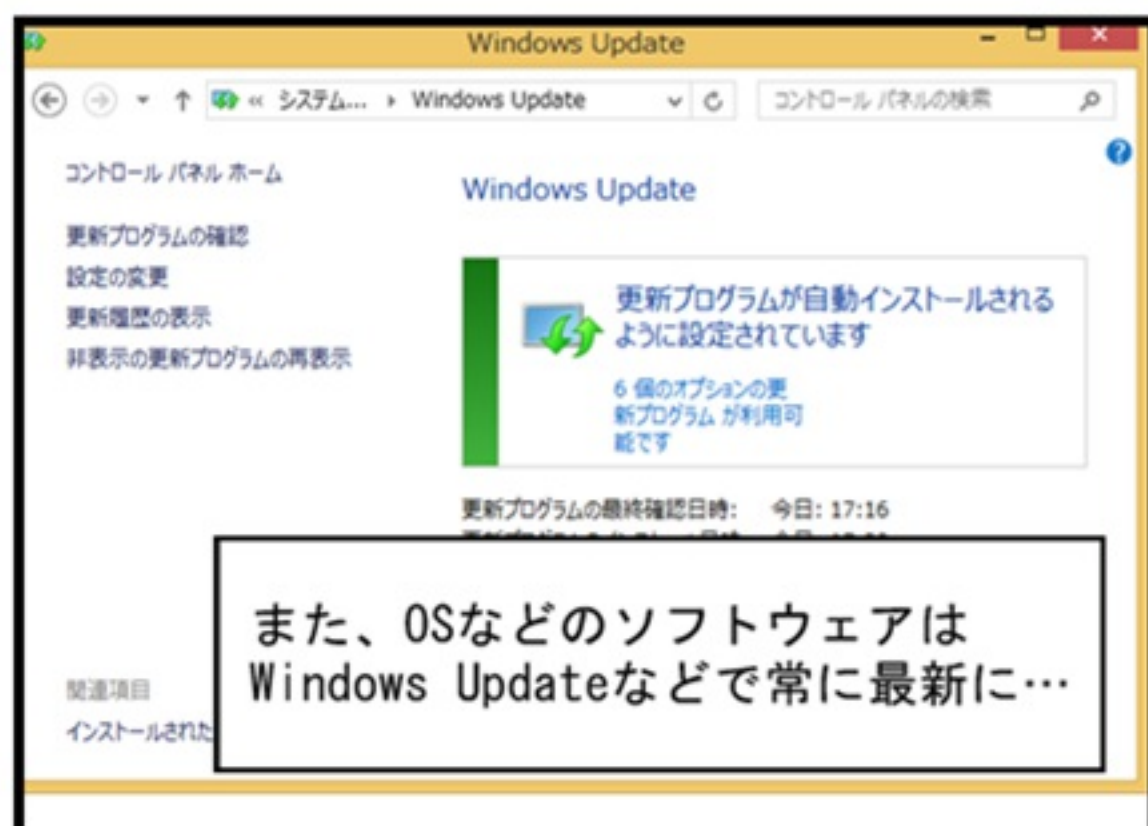 Windows Update
« システム... ▸ Windows Update
コントロール パネルの検索
コントロール パネル ホーム
更新プログラムの確認
設定の変更
更新履歴の表示
非表示の更新プログラムの再表示
Windows Update
更新プログラムが自動インストールされる
ように設定されています
6 個のオプションの更
新プログラム が利用可
能です
更新プログラムの最終確認日時: 今日: 17:16
また、OSなどのソフトウェアは
Windows Updateなどで常に最新に…
関連項目
インストールされた